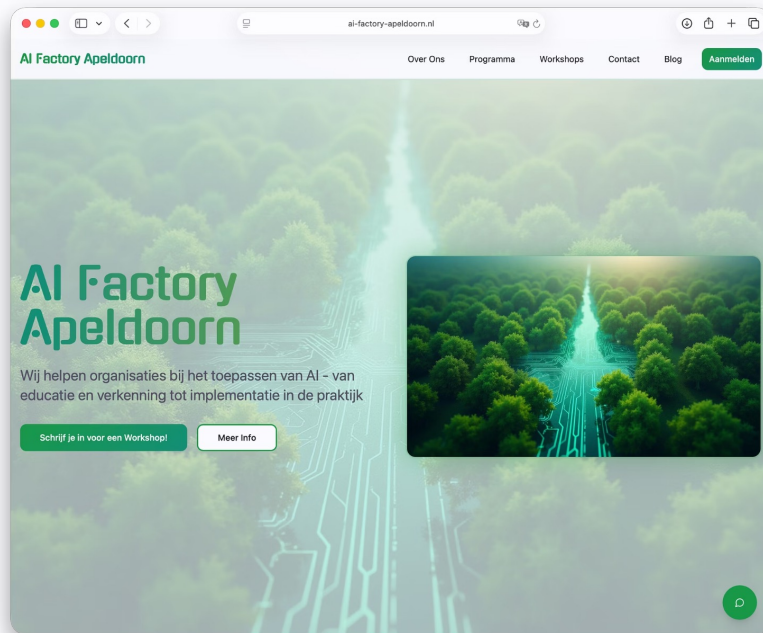 ai-factory-apeldoorn.nl
AI Factory Apeldoorn
Over Ons Programma Workshops Contact Blog Aanmelden
AI Factory
Apeldoorn
Wij helpen organisaties bij het toepassen van AI - van
educatie en verkenning tot implementatie in de praktijk
Schrijf je in voor een Workshop! Meer Info